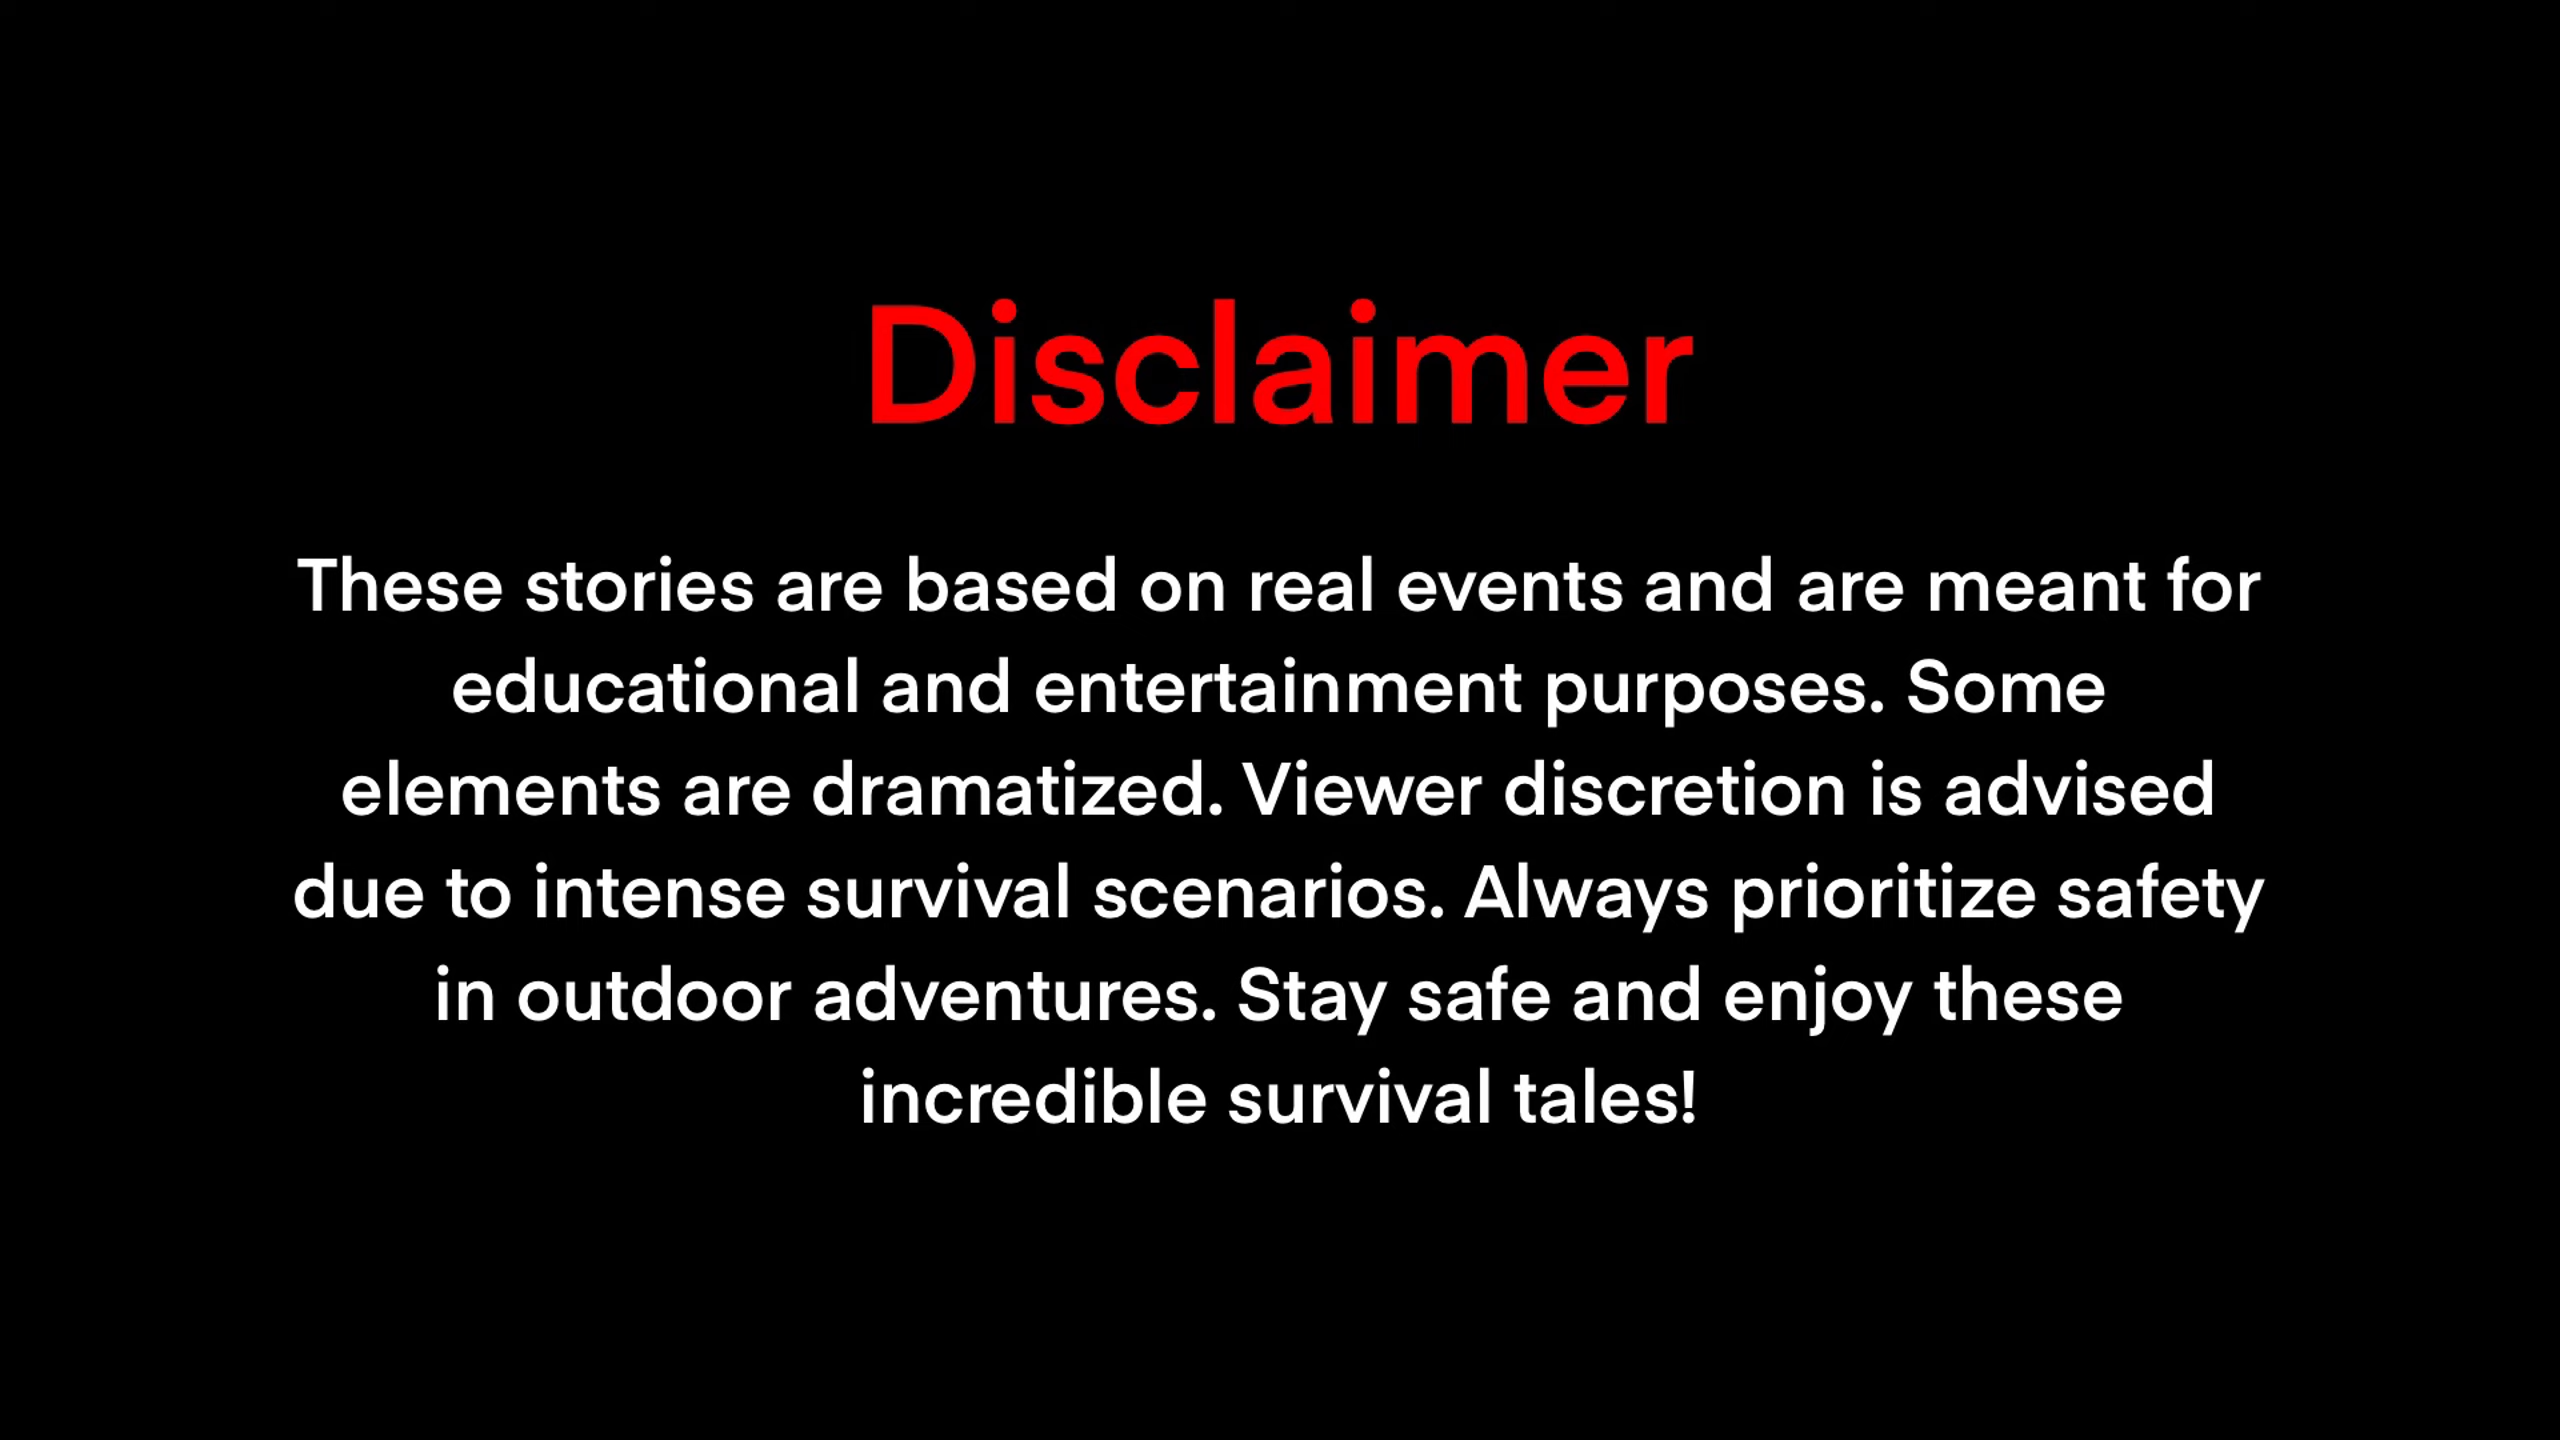 Disclaimer
These stories are based on real events and are meant for
educational and entertainment purposes. Some
elements are dramatized. Viewer discretion is advised
due to intense survival scenarios. Always prioritize safety
in outdoor adventures. Stay safe and enjoy these
incredible survival tales!